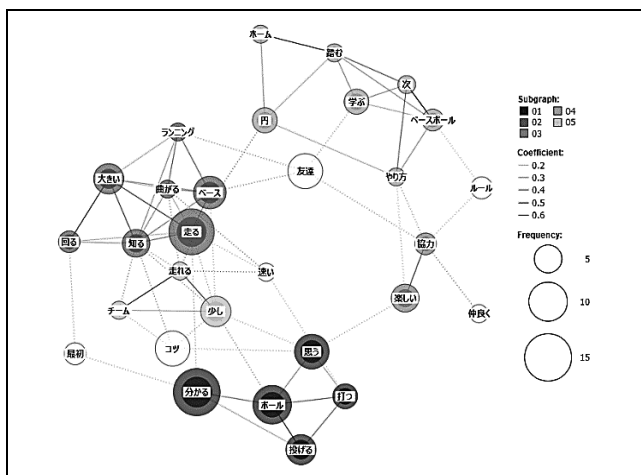 ホーム
踏む
次
学ぶ
ベースボール
円
ランニング
友達
やり方
ルール
大きい
曲がる
ベース
走る
回る
知る
協力
走れる
速い
楽しい
チーム
少し
仲良く
最初
コツ
思う
分かる
ボール
打つ
投げる
Subgraph:
01 04
02 05
03
Coefficient:
0.2
0.3
0.4
0.5
0.6
Frequency:
5
10
15